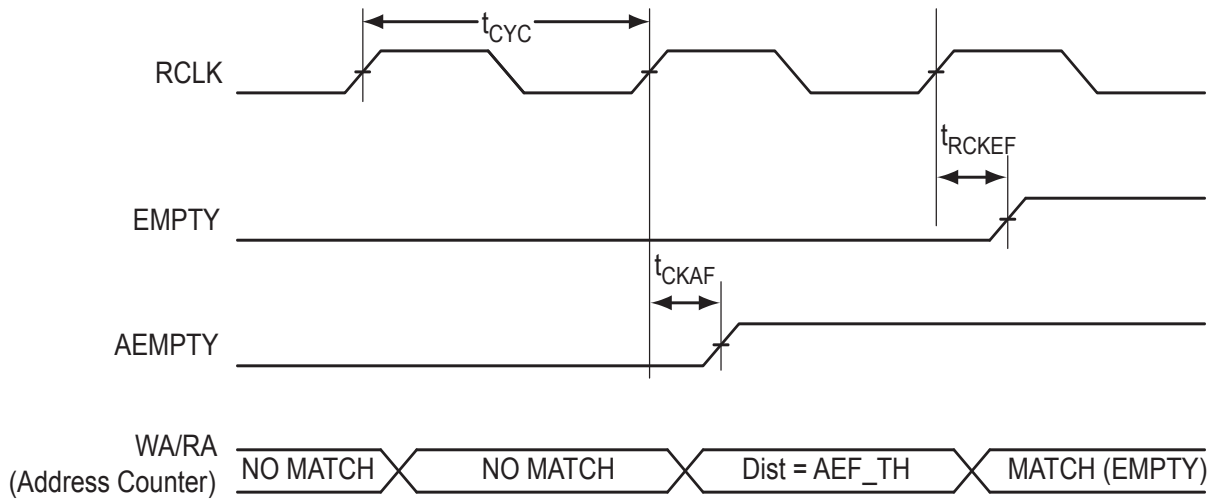 tCYC
RCLK
tRCKEF
EMPTY
tCKAF
AEMPTY
WA/RA
(Address Counter)
NO MATCH
NO MATCH
Dist = AEF_TH
MATCH (EMPTY)